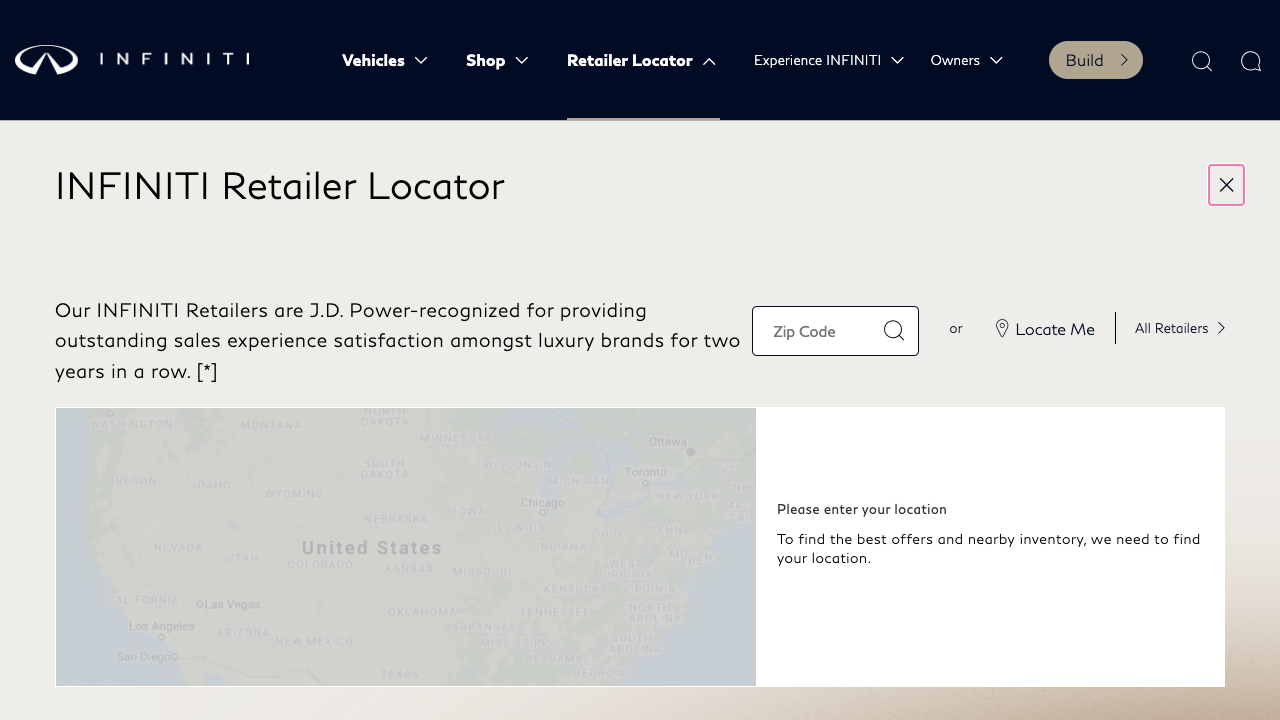 INFINITI
Vehicles
Shop
Retailer Locator
Experience INFINITI
Owners
Build
INFINITI Retailer Locator
Our INFINITI Retailers are J.D. Power-recognized for providing
outstanding sales experience satisfaction amongst luxury brands for two
years in a row. [*]
Zip Code
or
Locate Me
All Retailers
WASHINGTON
MONTANA
NORTH
DAKOTA
MINNESOTA
Ottawa
OREGON
IDAHO
SOUTH
DAKOTA
WISCONSIN
MICHIGAN
Toronto
VT
NH
WYOMING
NEW YORK
IOWA
Chicago
NEBRASKA
ILLINOIS
INDIANA
OHIO
PENN
NEVADA
UTAH
United States
COLORADO
KANSAS
MISSOURI
WEST
VIRGINIA
KENTUCKY
VIRGINIA
CALIFORNIA
Las Vegas
OKLAHOMA
TENNESSEE
NORTH
CAROLINA
Los Angeles
ARIZONA
NEW MEXICO
ARKANSAS
SOUTH
CAROLINA
San Diego
TEXAS
ALABAMA
GEORGIA
Please enter your location
To find the best offers and nearby inventory, we need to find
your location.